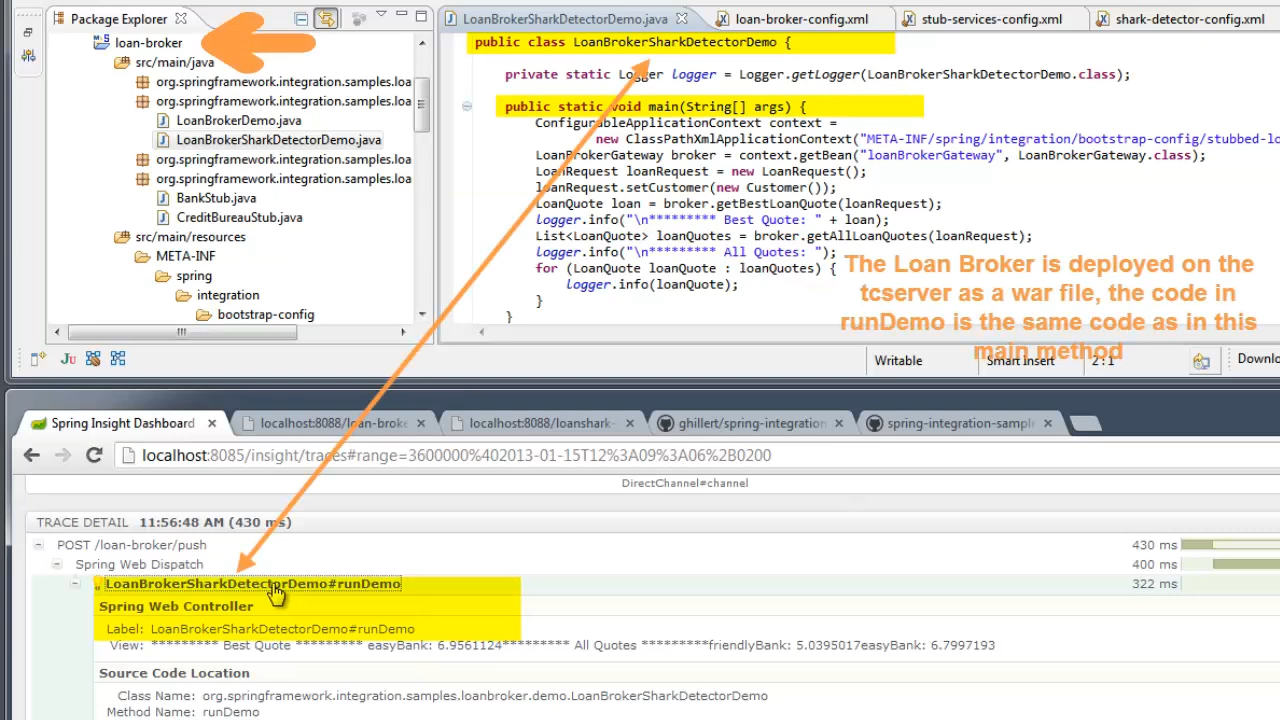 Package Explorer
loan-broker
src/main/java
org.springframework.integration.samples.loa
org.springframework.integration.samples.loa
LoanBrokerDemo.java
LoanBrokerSharkDetectorDemo.java
org.springframework.integration.samples.loa
org.springframework.integration.samples.loa
BankStub.java
CreditBureauStub.java
src/main/resources
META-INF
spring
integration
bootstrap-config
LoanBrokerSharkDetectorDemo.java
loan-broker-config.xml
stub-services-config.xml
shark-detector-config.xml
public class LoanBrokerSharkDetectorDemo {
private static Logger logger = Logger.getLogger(LoanBrokerSharkDetectorDemo.class);
public static void main(String[] args) {
ConfigurableApplicationContext context =
new ClassPathXmlApplicationContext("META-INF/spring/integration/bootstrap-config/stubbed-lo
LoanBrokerGateway broker = context.getBean("loanBrokerGateway", LoanBrokerGateway.class);
LoanRequest loanRequest = new LoanRequest();
loanRequest.setCustomer(new Customer());
LoanQuote loan = broker.getBestLoanQuote(loanRequest);
logger.info("\n********* Best Quote: " + loan);
List<LoanQuote> loanQuotes = broker.getAllLoanQuotes(loanRequest);
logger.info("\n********* All Quotes: ");
for (LoanQuote loanQuote : loanQuotes) {
logger.info(loanQuote);
}
}
The Loan Broker is deployed on the
tcserver as a war file, the code in
runDemo is the same code as in this
main method
Ju
Writable
Smart Insert
2:1
Downlo
Spring Insight Dashboard
localhost:8088/loan-broke
localhost:8088/loanshark-
ghillert/spring-integration
spring-integration-sampl
localhost:8085/insight/traces#range=3600000%402013-01-15T12%3A09%3A06%2B0200
DirectChannel#channel
TRACE DETAIL 11:56:48 AM (430 ms)
POST /loan-broker/push 430 ms
Spring Web Dispatch 400 ms
LoanBrokerSharkDetectorDemo#runDemo 322 ms
Spring Web Controller
Label: LoanBrokerSharkDetectorDemo#runDemo
View: ********* Best Quote ********* easyBank: 6.9561124********* All Quotes *********friendlyBank: 5.0395017easyBank: 6.7997193
Source Code Location
Class Name: org.springframework.integration.samples.loanbroker.demo.LoanBrokerSharkDetectorDemo
Method Name: runDemo